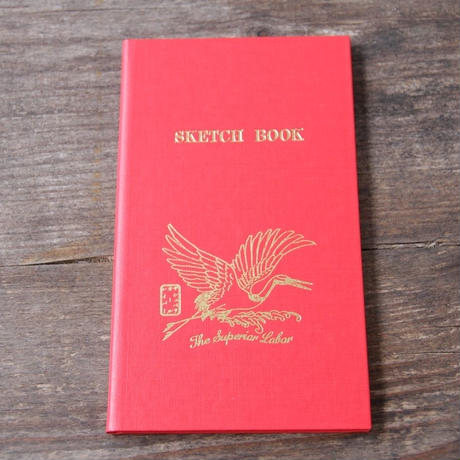 SKETCH BOOK
The Superior Labor